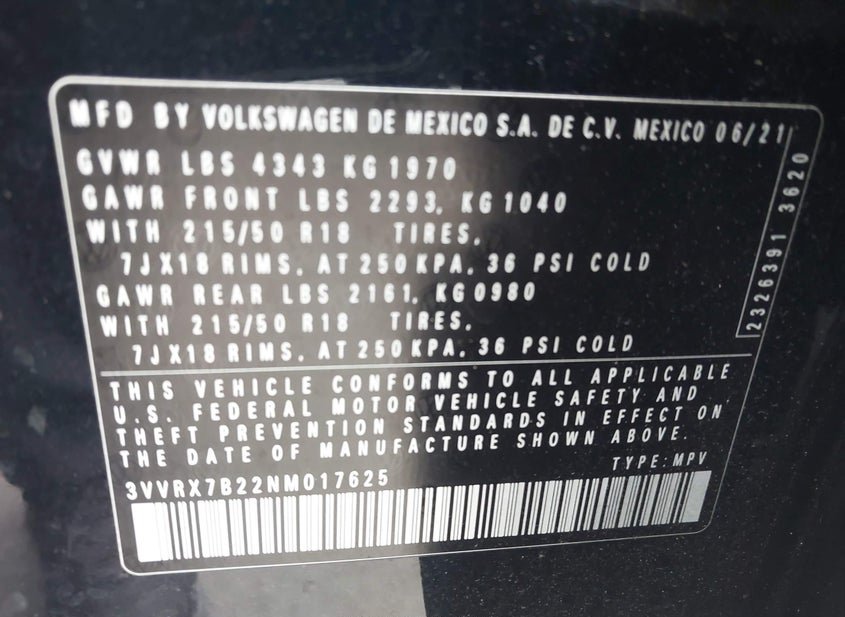 MFD BY VOLKSWAGEN DE MEXICO S.A. DE C.V. MEXICO 06/21
GVWR LBS 4343 KG 1970
GAWR FRONT LBS 2293, KG 1040
WITH 215/50 R18 TIRES,
7JX18 RIMS, AT 250 KPA, 36 PSI COLD
GAWR REAR LBS 2161, KG0980
WITH 215/50 R18 TIRES,
7JX18 RIMS, AT 250 KPA, 36 PSI COLD
2326391 3620
THIS VEHICLE CONFORMS TO ALL APPLICABLE
U.S. FEDERAL MOTOR VEHICLE SAFETY AND
THEFT PREVENTION STANDARDS IN EFFECT ON
THE DATE OF MANUFACTURE SHOWN ABOVE.
TYPE: MPV
3VVRX7B22NM017625